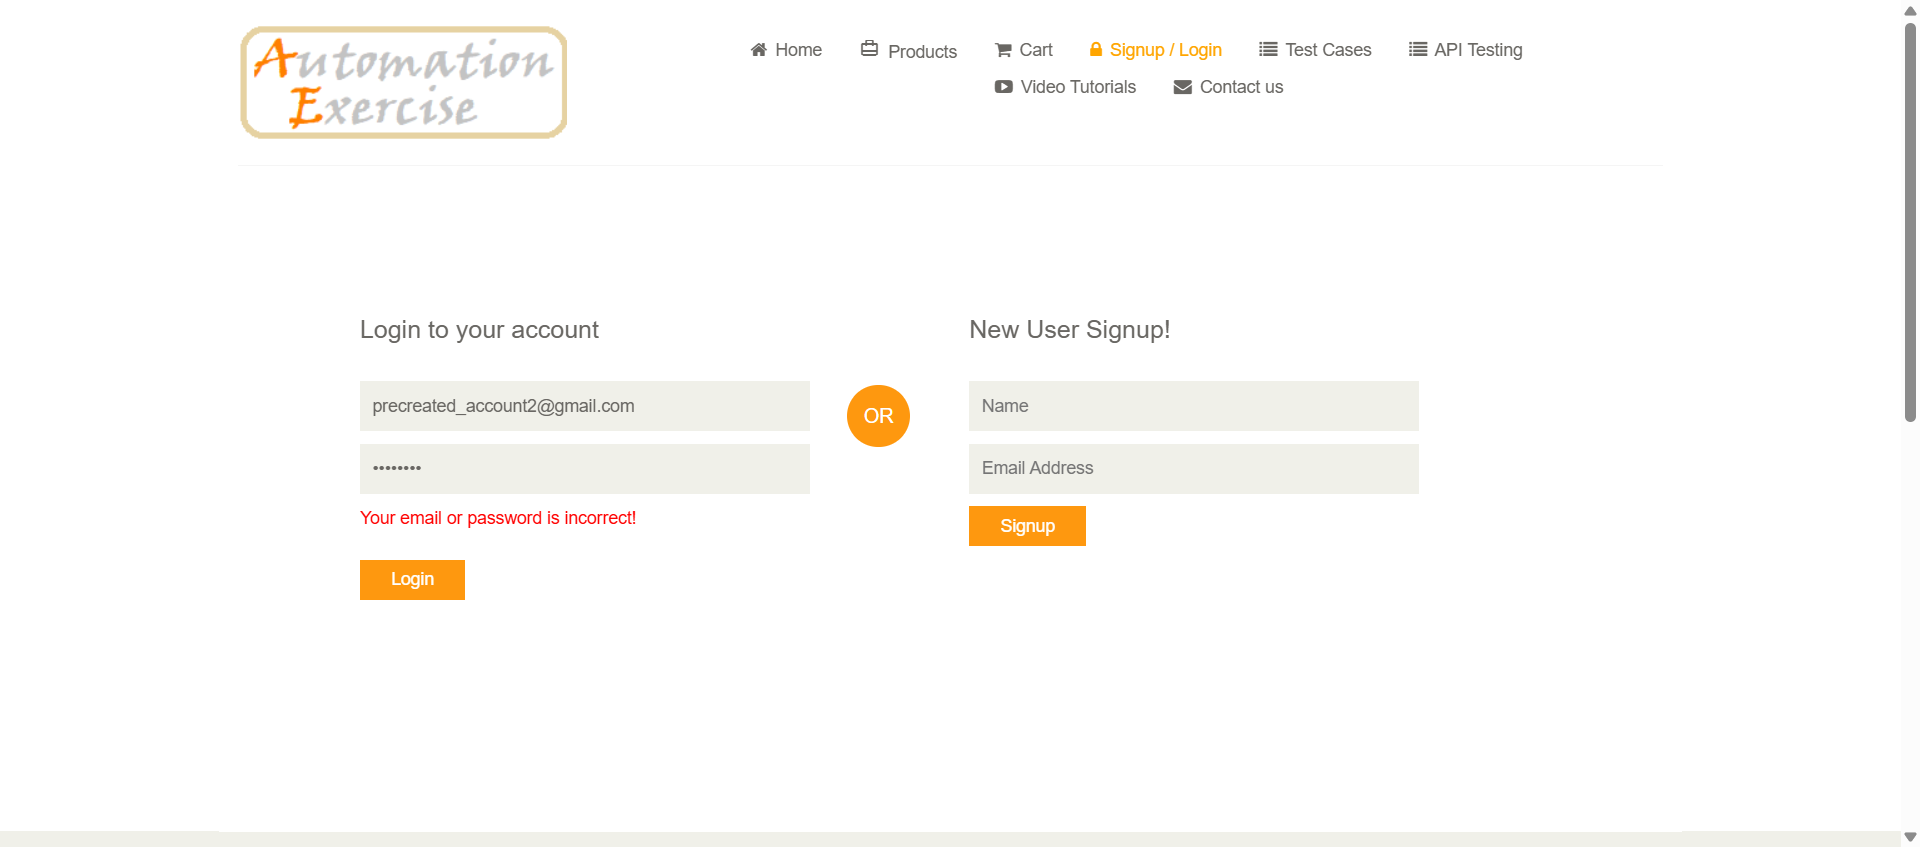 Automation
Exercise
Home
Products
Cart
Signup / Login
Test Cases
API Testing
Video Tutorials
Contact us
Login to your account
precreated_account2@gmail.com
••••••••
Your email or password is incorrect!
Login
OR
New User Signup!
Name
Email Address
Signup